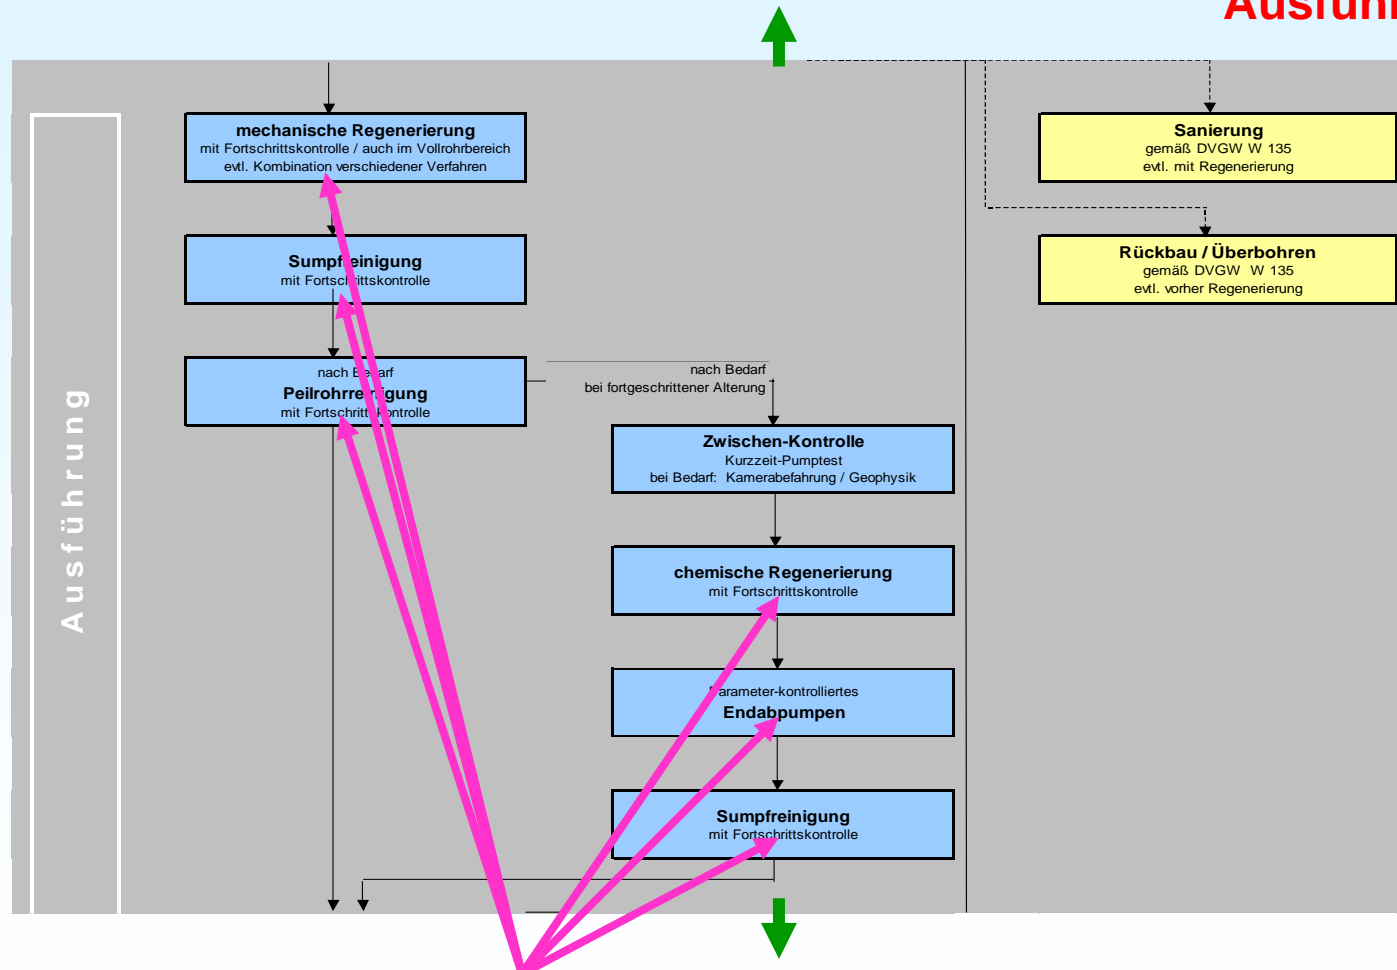 Ausführung
mechanische Regenerierung
mit Fortschrittkontrolle / auch im Vollrohrbereich
evtl. Kombination verschiedener Verfahren
Sumpfreinigung
mit Fortschrittskontrolle
nach Bedarf
Peilrohrreinigung
mit Fortschrittskontrolle
nach Bedarf
bei fortgeschrittener Alterung
Zwischen-Kontrolle
Kurzzeit-Pumptest
bei Bedarf: Kamerabefahrung / Geophysik
chemische Regenerierung
mit Fortschrittskontrolle
Parameter-kontrolliertes
Endabpumpen
Sumpfreinigung
mit Fortschrittskontrolle
Sanierung
gemäß DVGW W 135
evtl. mit Regenerierung
Rückbau / Überbohren
gemäß DVGW W 135
evtl. vorher Regenerierung